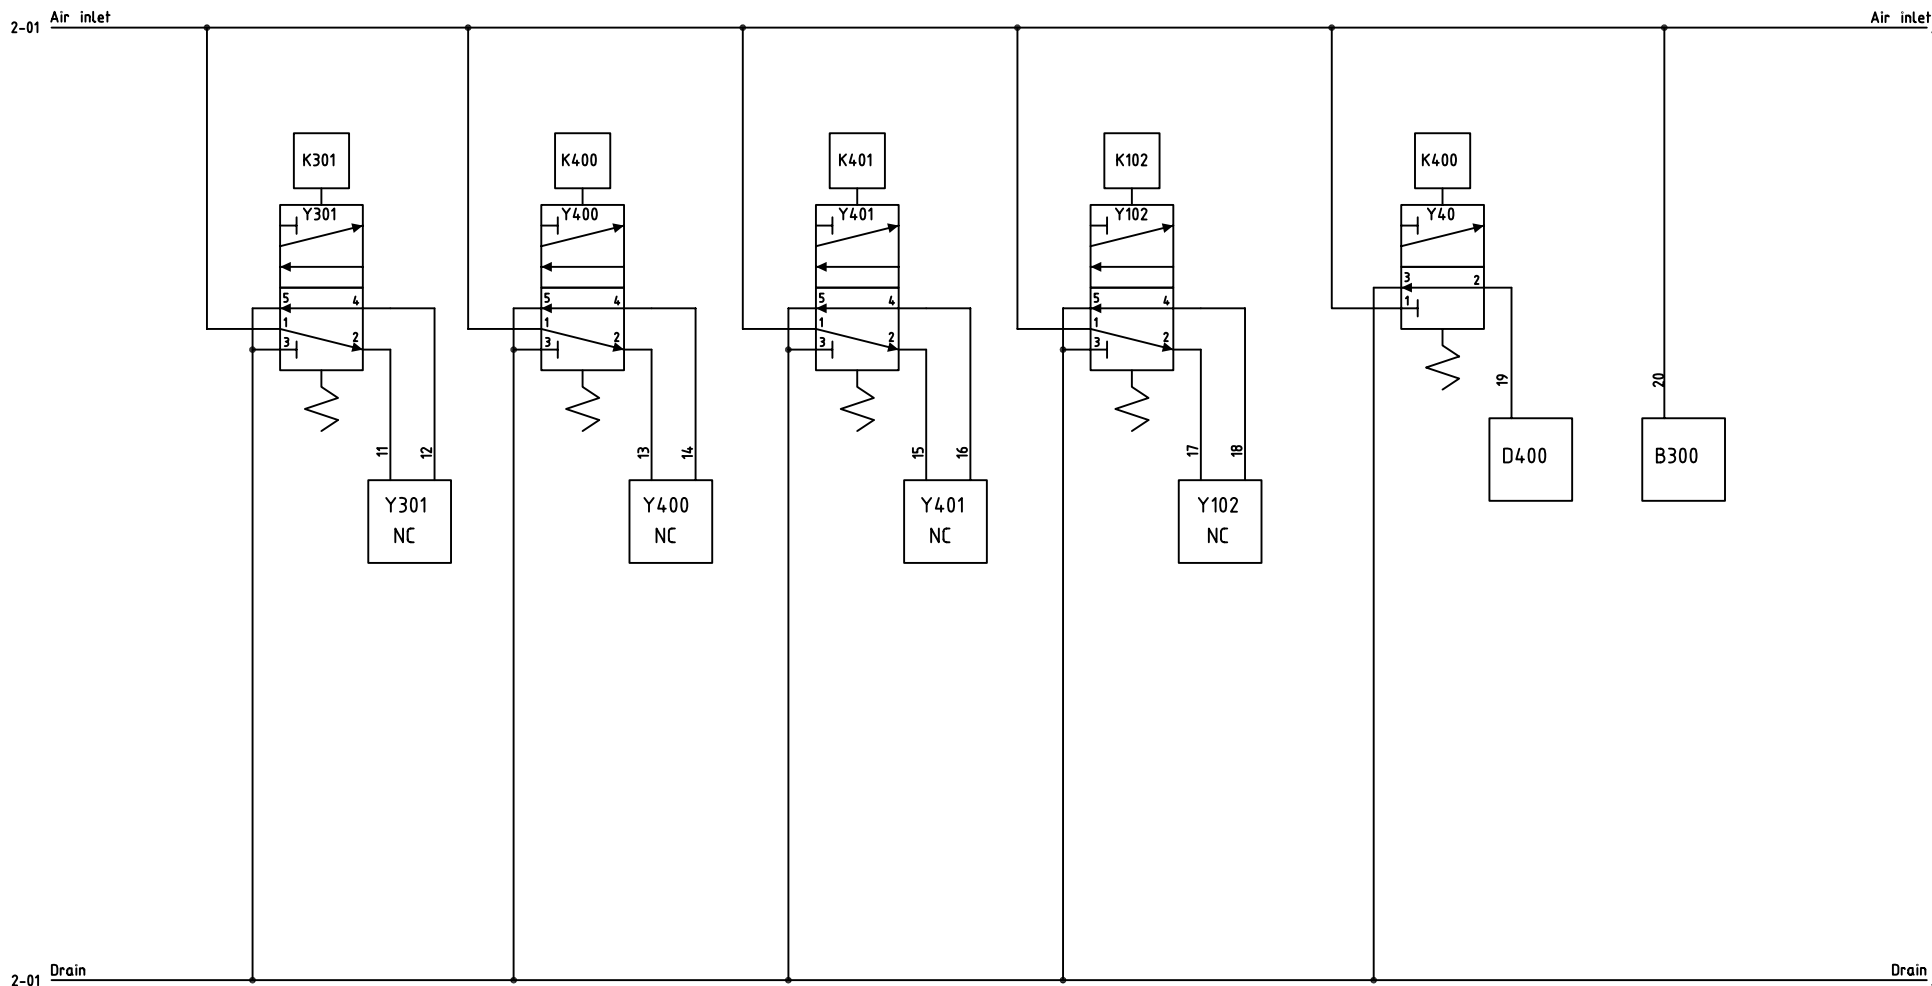 Air inlet
Air inlet
2-01
K301
K400
K401
K102
K400
Y301
Y400
Y401
Y102
Y40
5
4
1
3
2
5
4
1
3
2
5
4
1
3
2
5
4
1
3
2
3
2
1
11
12
13
14
15
16
17
18
19
20
D400
B300
Y301
NC
Y400
NC
Y401
NC
Y102
NC
Drain
Drain
2-01